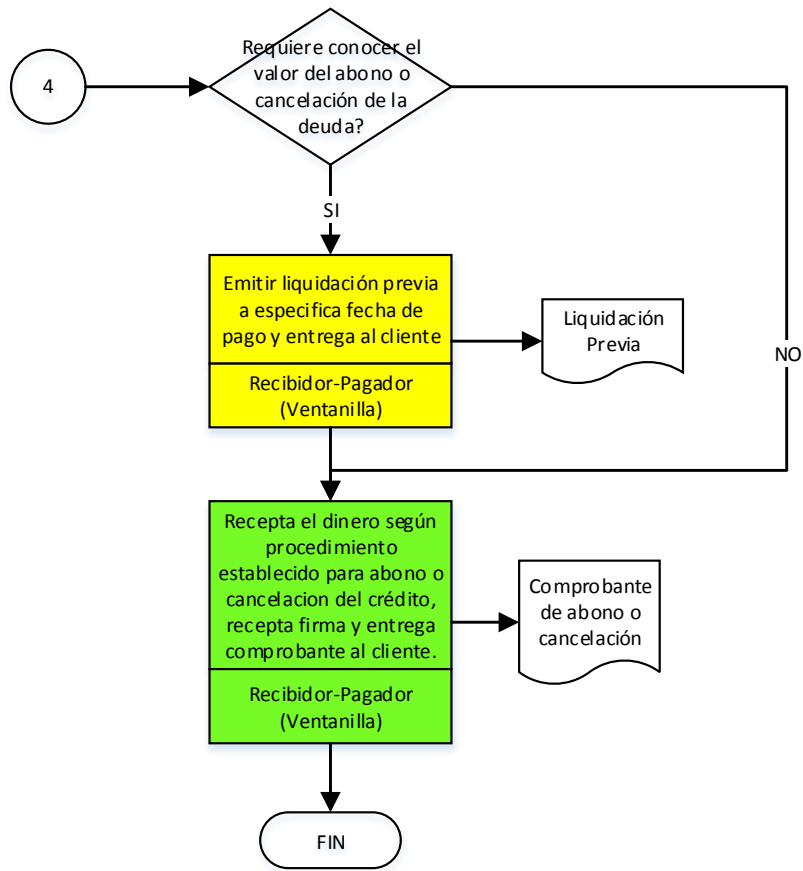 4
Requiere conocer el
valor del abono o
cancelación de la
deuda?
SI
Emitir liquidación previa
a especifica fecha de
pago y entrega al cliente
Recibidor-Pagador
(Ventanilla)
Liquidación
Previa
NO
Recepta el dinero según
procedimiento
establecido para abono o
cancelacion del crédito,
recepta firma y entrega
comprobante al cliente.
Recibidor-Pagador
(Ventanilla)
Comprobante
de abono o
cancelación
FIN